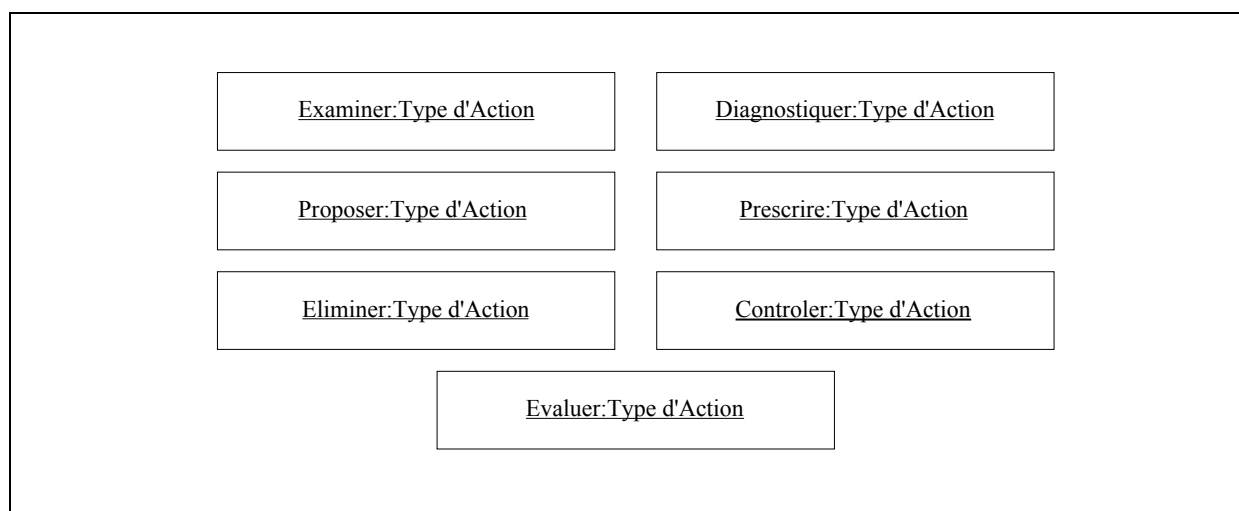 Examiner:Type d'Action
Diagnostiquer:Type d'Action
Proposer:Type d'Action
Prescrire:Type d'Action
Eliminer:Type d'Action
Controler:Type d'Action
Evaluer:Type d'Action